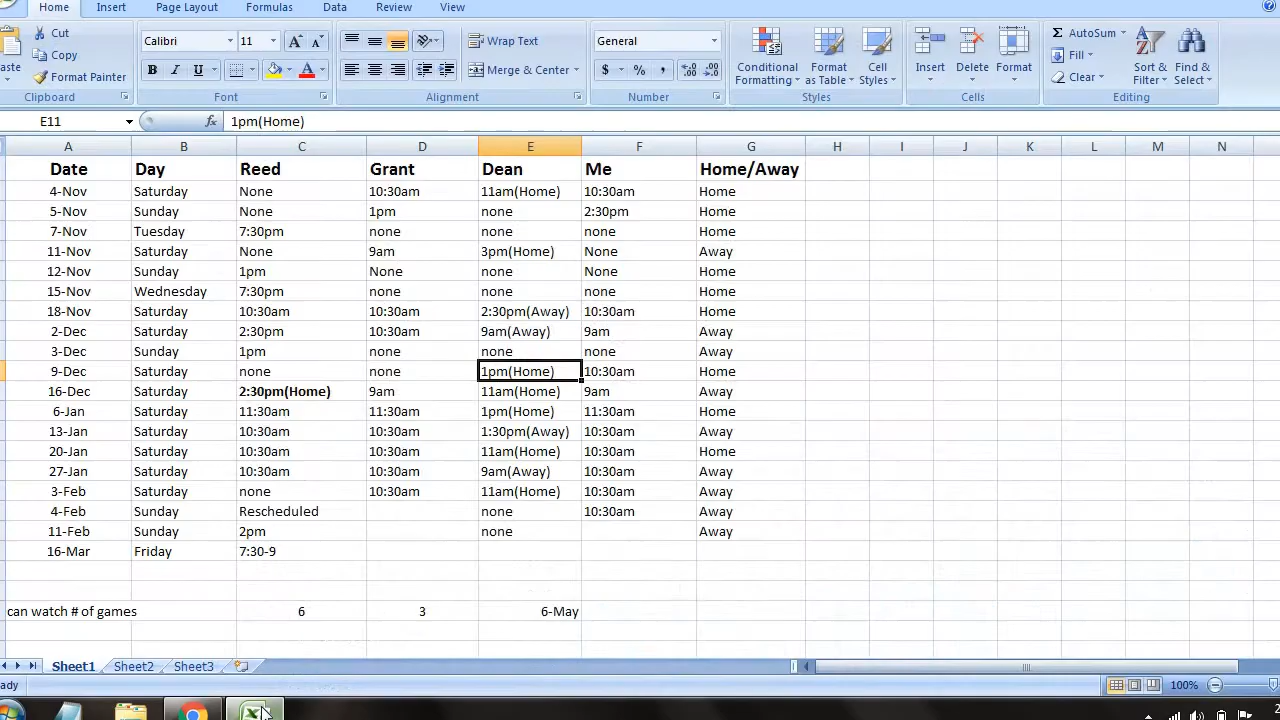 Home Insert Page Layout Formulas Data Review View
Cut
Copy
Format Painter
Clipboard
Calibri 11
B I U
Font
Wrap Text
Merge & Center
Alignment
General
$ % ,
Number
Conditional Formatting
Format as Table
Cell Styles
Styles
Insert Delete Format
Cells
Σ AutoSum
Fill
Clear
Sort & Filter
Find & Select
Editing
E11 fx 1pm(Home)
A B C D E F G H I J K L M N
Date Day Reed Grant Dean Me Home/Away
4-Nov Saturday None 10:30am 11am(Home) 10:30am Home
5-Nov Sunday None 1pm none 2:30pm Home
7-Nov Tuesday 7:30pm none none none Home
11-Nov Saturday None 9am 3pm(Home) None Away
12-Nov Sunday 1pm None none None Home
15-Nov Wednesday 7:30pm none none none Home
18-Nov Saturday 10:30am 10:30am 2:30pm(Away) 10:30am Home
2-Dec Saturday 2:30pm 10:30am 9am(Away) 9am Away
3-Dec Sunday 1pm none none none Away
9-Dec Saturday none none 1pm(Home) 10:30am Home
16-Dec Saturday 2:30pm(Home) 9am 11am(Home) 9am Away
6-Jan Saturday 11:30am 11:30am 1pm(Home) 11:30am Home
13-Jan Saturday 10:30am 10:30am 1:30pm(Away) 10:30am Away
20-Jan Saturday 10:30am 10:30am 11am(Home) 10:30am Home
27-Jan Saturday 10:30am 10:30am 9am(Away) 10:30am Away
3-Feb Saturday none 10:30am 11am(Home) 10:30am Away
4-Feb Sunday Rescheduled none 10:30am Away
11-Feb Sunday 2pm none Away
16-Mar Friday 7:30-9
can watch # of games 6 3 6-May
Sheet1 Sheet2 Sheet3
100%